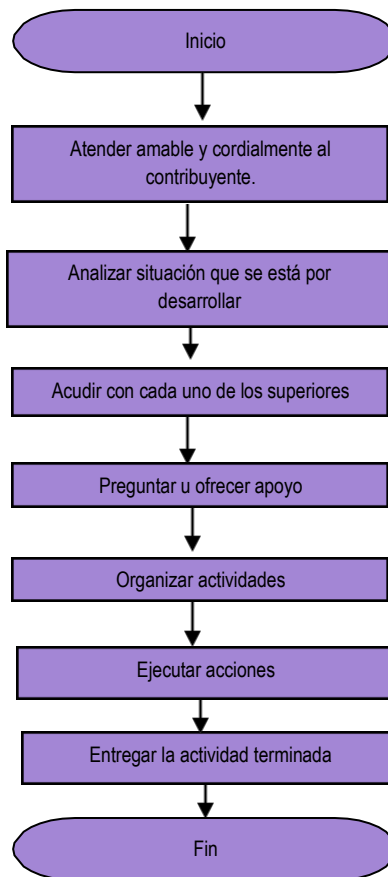 Inicio
Atender amable y cordialmente al
contribuyente.
Analizar situación que se está por
desarrollar
Acudir con cada uno de los superiores
Preguntar u ofrecer apoyo
Organizar actividades
Ejecutar acciones
Entregar la actividad terminada
Fin